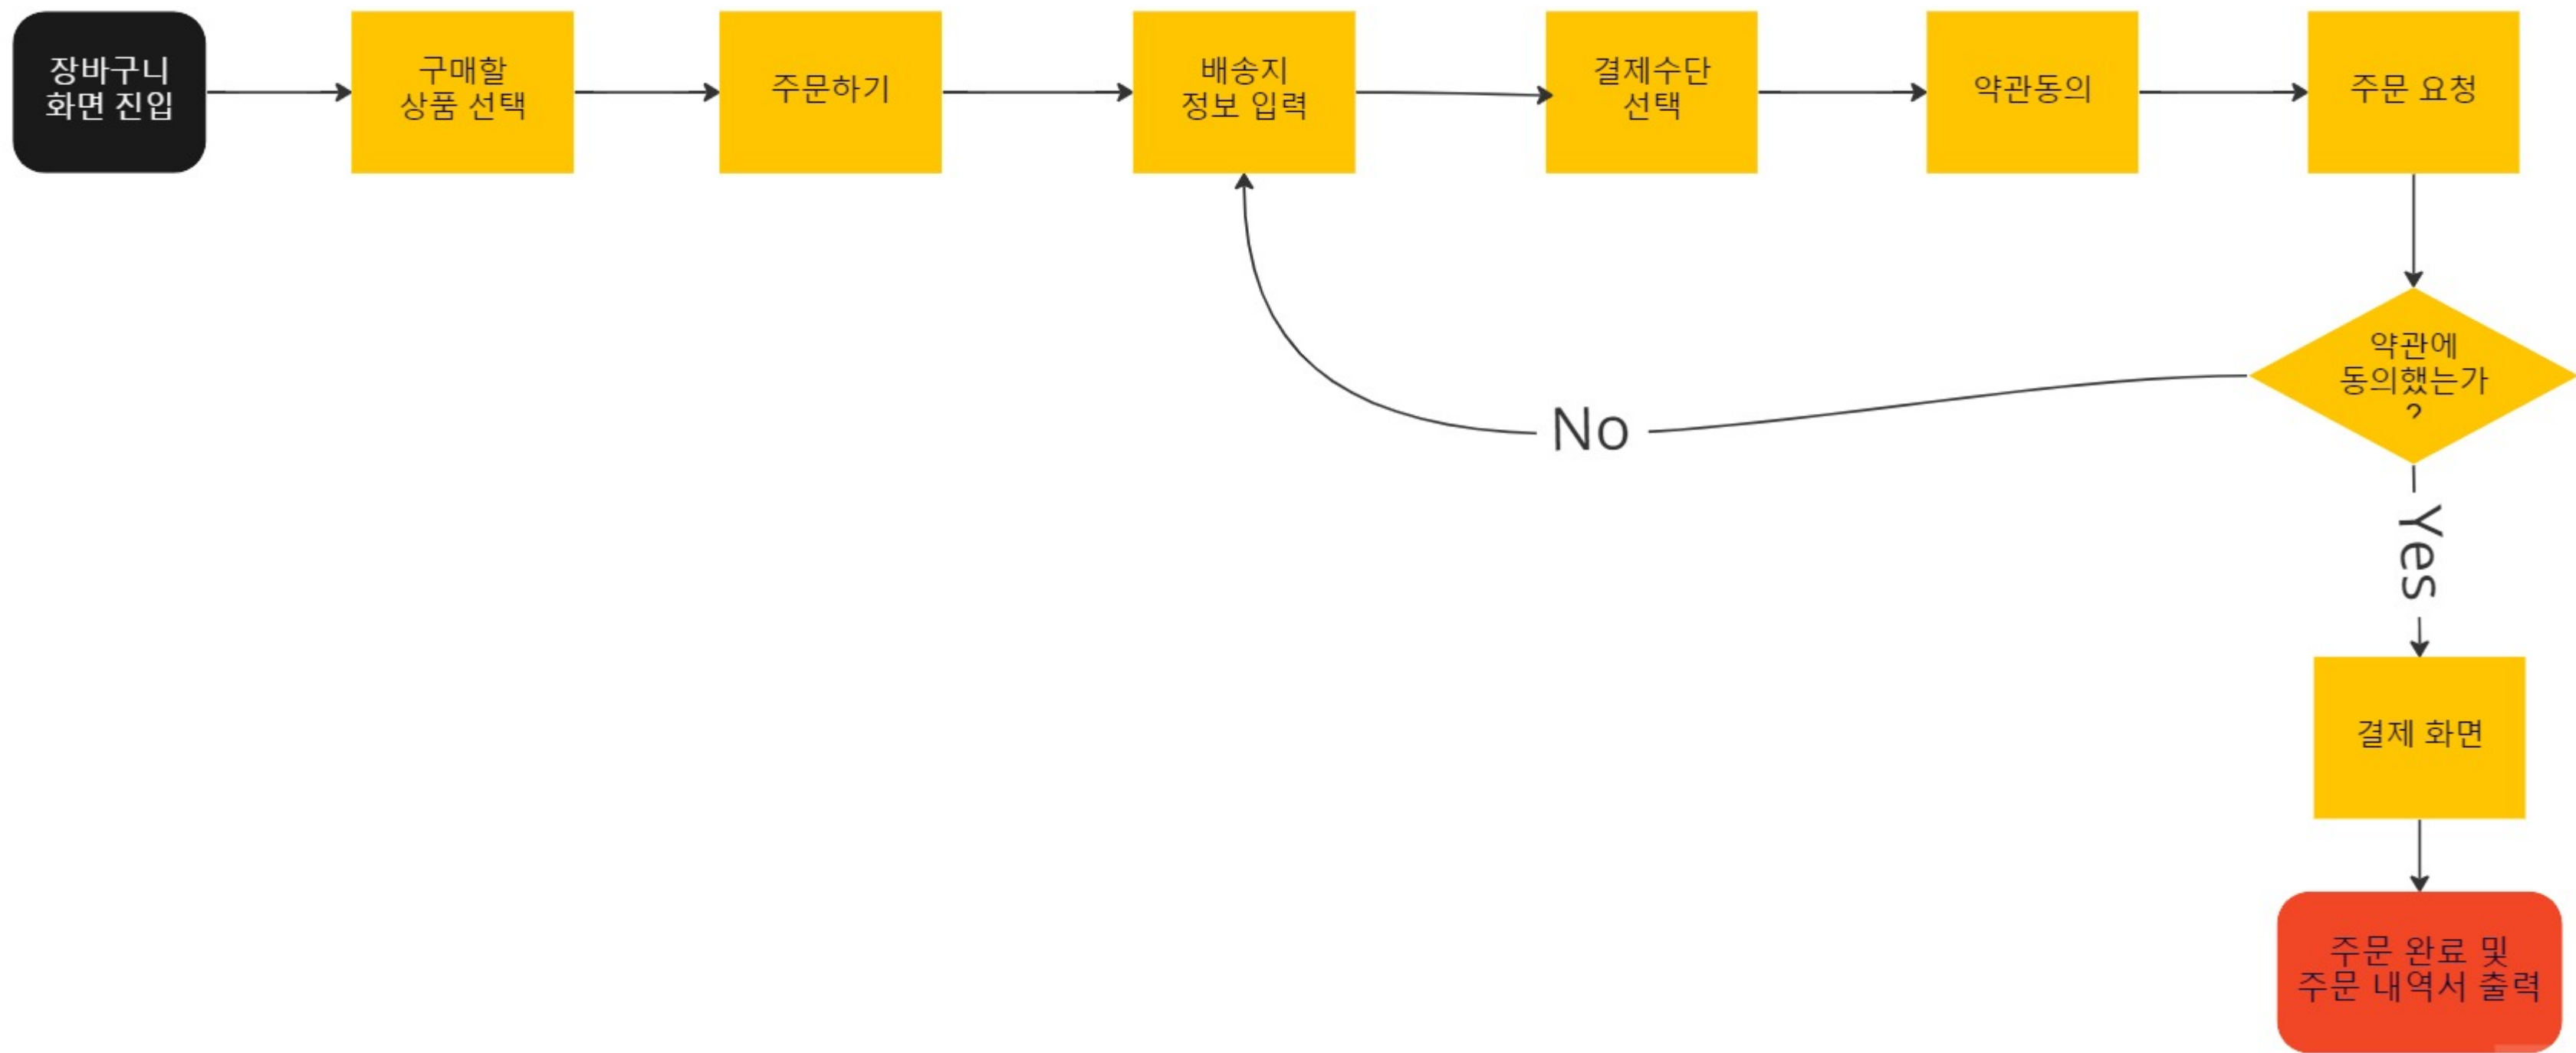 장바구니
화면 진입
구매할
상품 선택
주문하기
배송지
정보 입력
결제수단
선택
약관동의
주문 요청
약관에
동의했는가
?
No
Yes
결제 화면
주문 완료 및
주문 내역서 출력